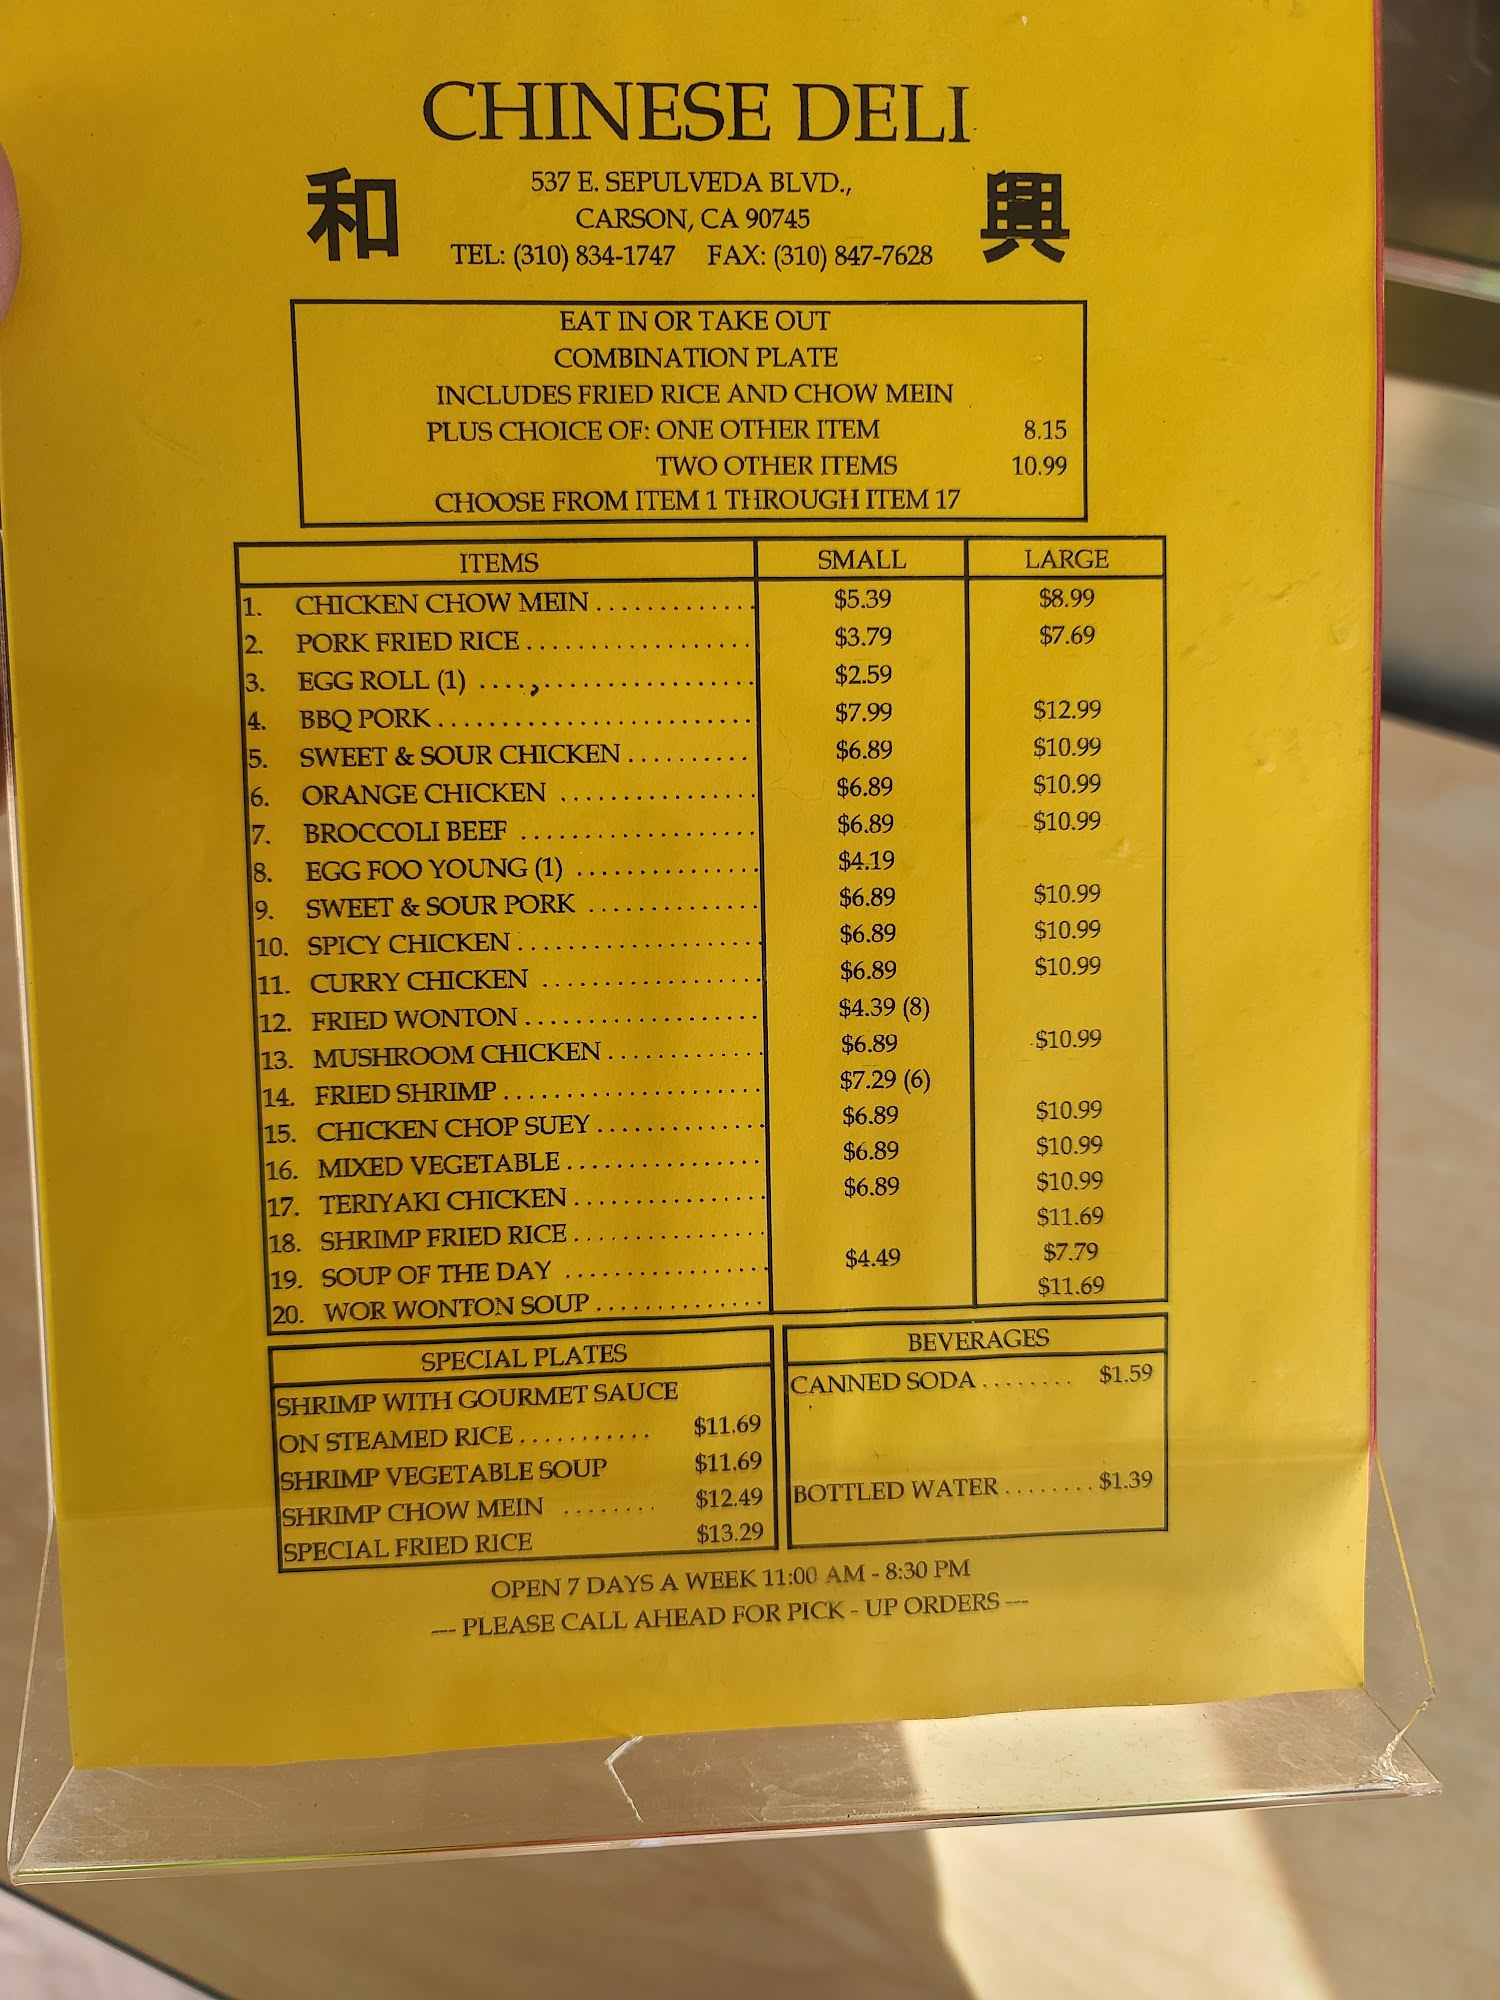 CHINESE DELI
和 興
537 E. SEPULVEDA BLVD.,
CARSON, CA 90745
TEL: (310) 834-1747 FAX: (310) 847-7628
EAT IN OR TAKE OUT
COMBINATION PLATE
INCLUDES FRIED RICE AND CHOW MEIN
PLUS CHOICE OF: ONE OTHER ITEM 8.15
TWO OTHER ITEMS 10.99
CHOOSE FROM ITEM 1 THROUGH ITEM 17
ITEMS SMALL LARGE
1. CHICKEN CHOW MEIN ............. $5.39 $8.99
2. PORK FRIED RICE .................. $3.79 $7.69
3. EGG ROLL (1) ....,.................. $2.59
4. BBQ PORK ......................... $7.99 $12.99
5. SWEET & SOUR CHICKEN .......... $6.89 $10.99
6. ORANGE CHICKEN ................ $6.89 $10.99
7. BROCCOLI BEEF ................... $6.89 $10.99
8. EGG FOO YOUNG (1) ............... $4.19
9. SWEET & SOUR PORK .............. $6.89 $10.99
10. SPICY CHICKEN .................... $6.89 $10.99
11. CURRY CHICKEN .................. $6.89 $10.99
12. FRIED WONTON ................... $4.39 (8)
13. MUSHROOM CHICKEN ............. $6.89 $10.99
14. FRIED SHRIMP ..................... $7.29 (6)
15. CHICKEN CHOP SUEY ............. $6.89 $10.99
16. MIXED VEGETABLE ................ $6.89 $10.99
17. TERIYAKI CHICKEN ................ $6.89 $10.99
18. SHRIMP FRIED RICE ................ $11.69
19. SOUP OF THE DAY ................ $4.49 $7.79
20. WOR WONTON SOUP .............. $11.69
SPECIAL PLATES
SHRIMP WITH GOURMET SAUCE
ON STEAMED RICE ........... $11.69
SHRIMP VEGETABLE SOUP $11.69
SHRIMP CHOW MEIN ........ $12.49
SPECIAL FRIED RICE $13.29
BEVERAGES
CANNED SODA ........ $1.59
BOTTLED WATER ........ $1.39
OPEN 7 DAYS A WEEK 11:00 AM - 8:30 PM
--- PLEASE CALL AHEAD FOR PICK - UP ORDERS ---